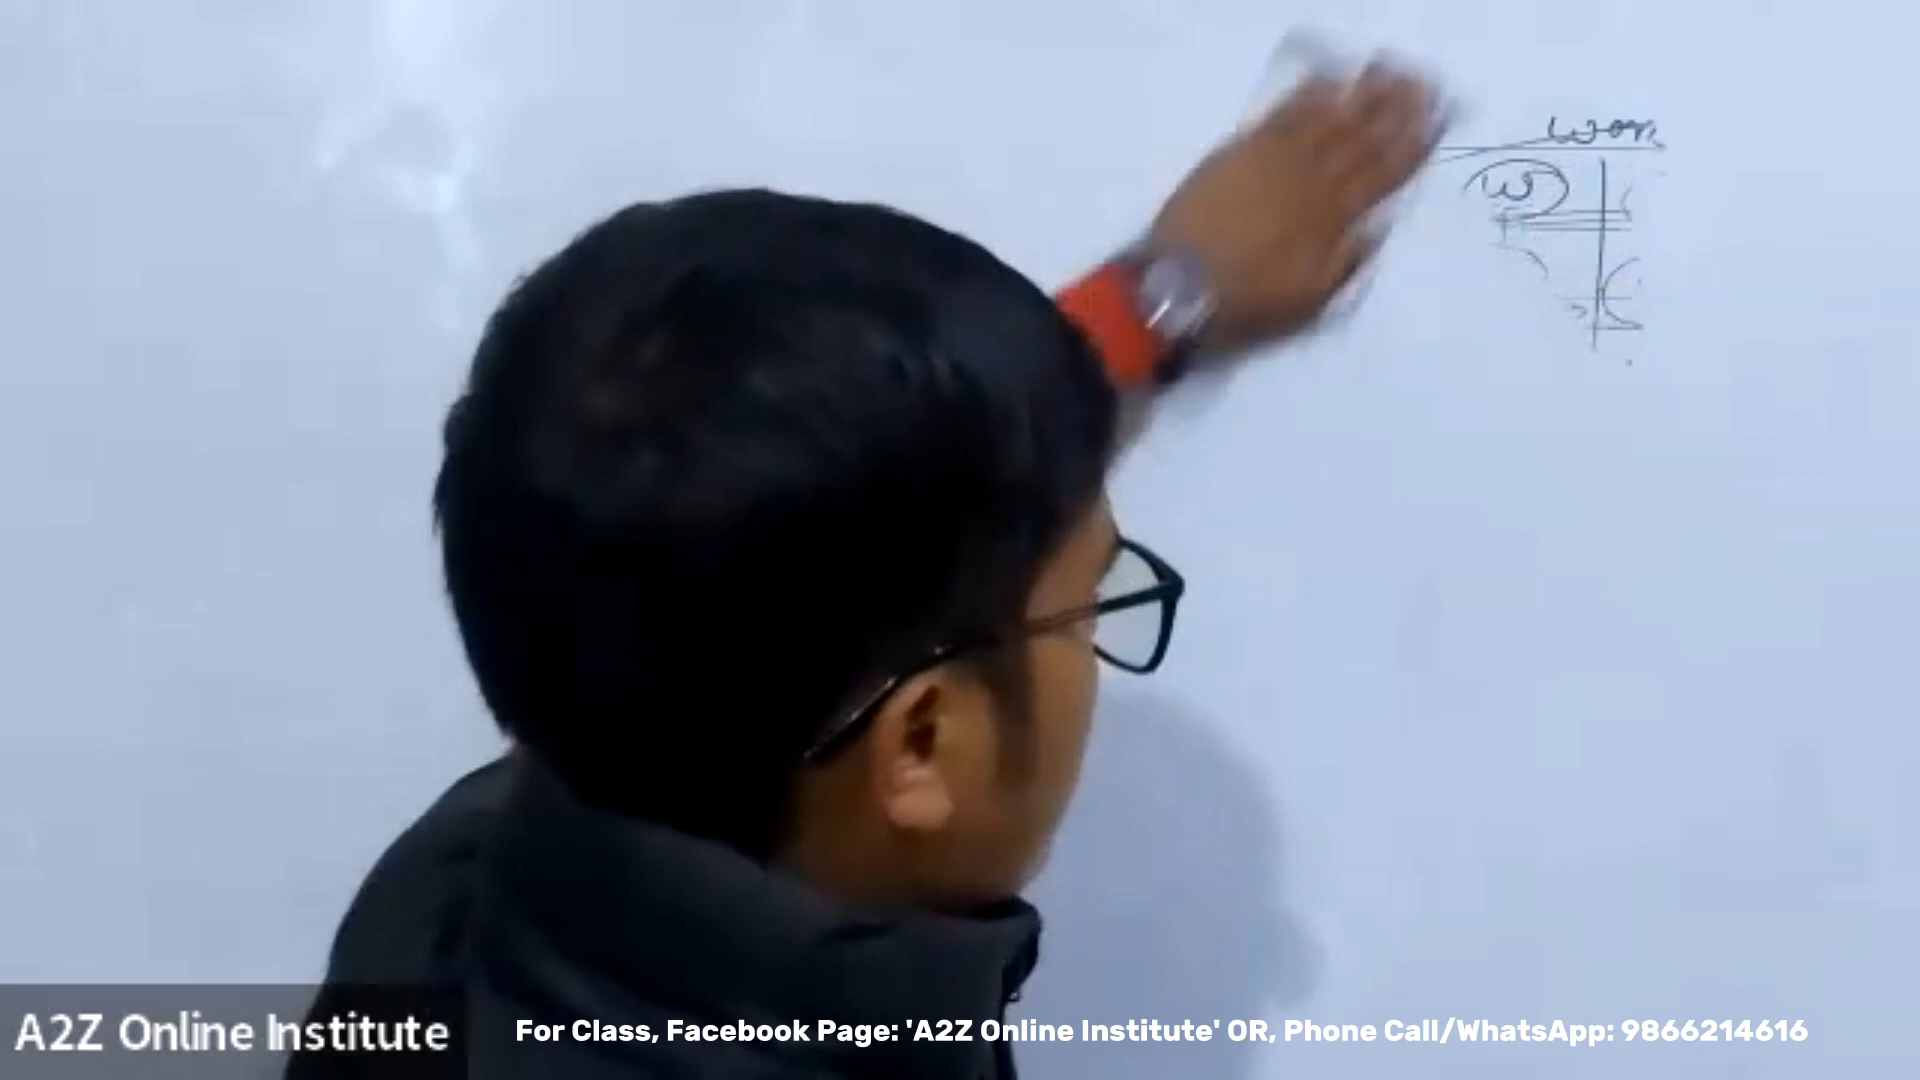 W
A2Z Online Institute
For Class, Facebook Page: 'A2Z Online Institute' OR, Phone Call/WhatsApp: 9866214616